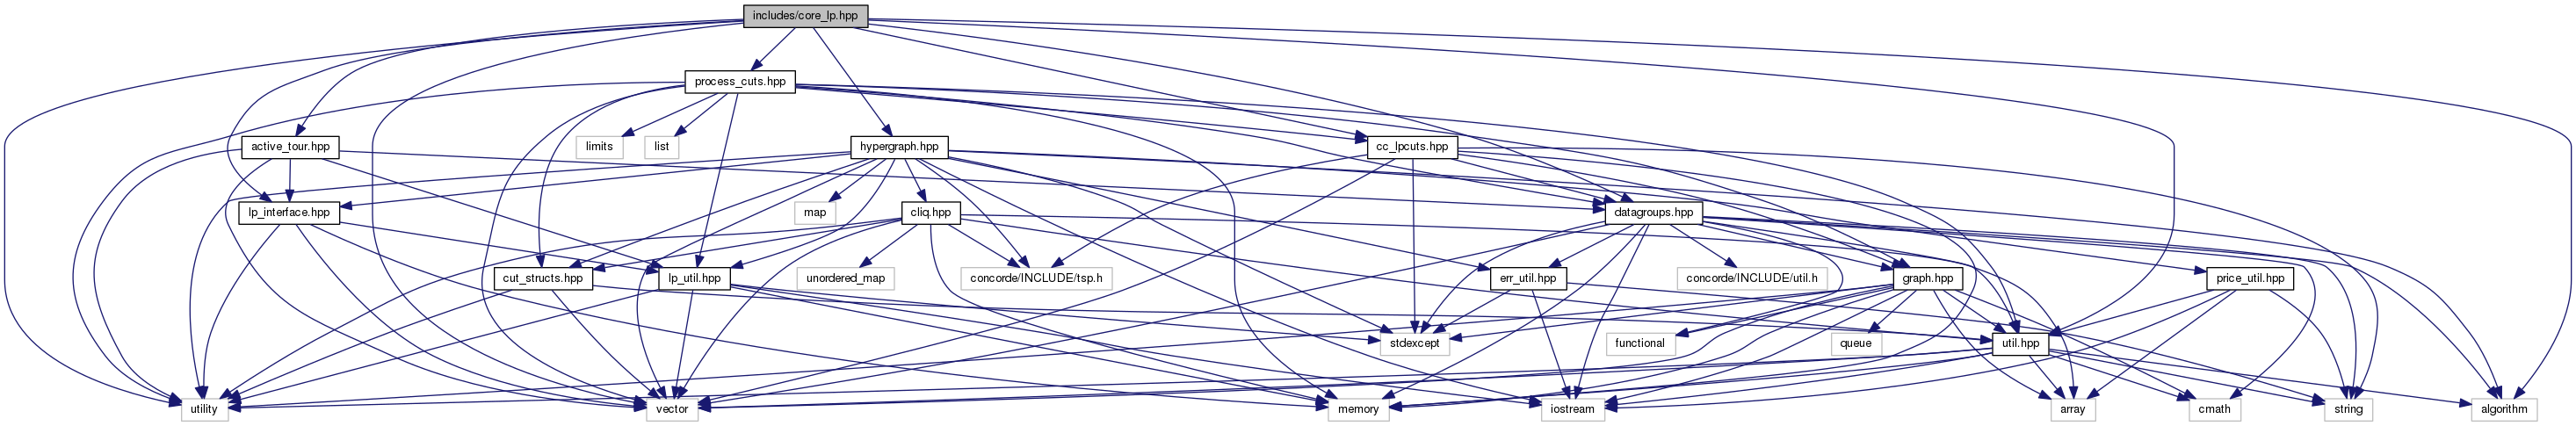 includes/core_lp.hpp
process_cuts.hpp
active_tour.hpp
limits
list
hypergraph.hpp
cc_lpcuts.hpp
lp_interface.hpp
map
cliq.hpp
datagroups.hpp
cut_structs.hpp
lp_util.hpp
unordered_map
concorde/INCLUDE/tsp.h
err_util.hpp
concorde/INCLUDE/util.h
graph.hpp
price_util.hpp
stdexcept
functional
queue
util.hpp
utility
vector
memory
iostream
array
cmath
string
algorithm